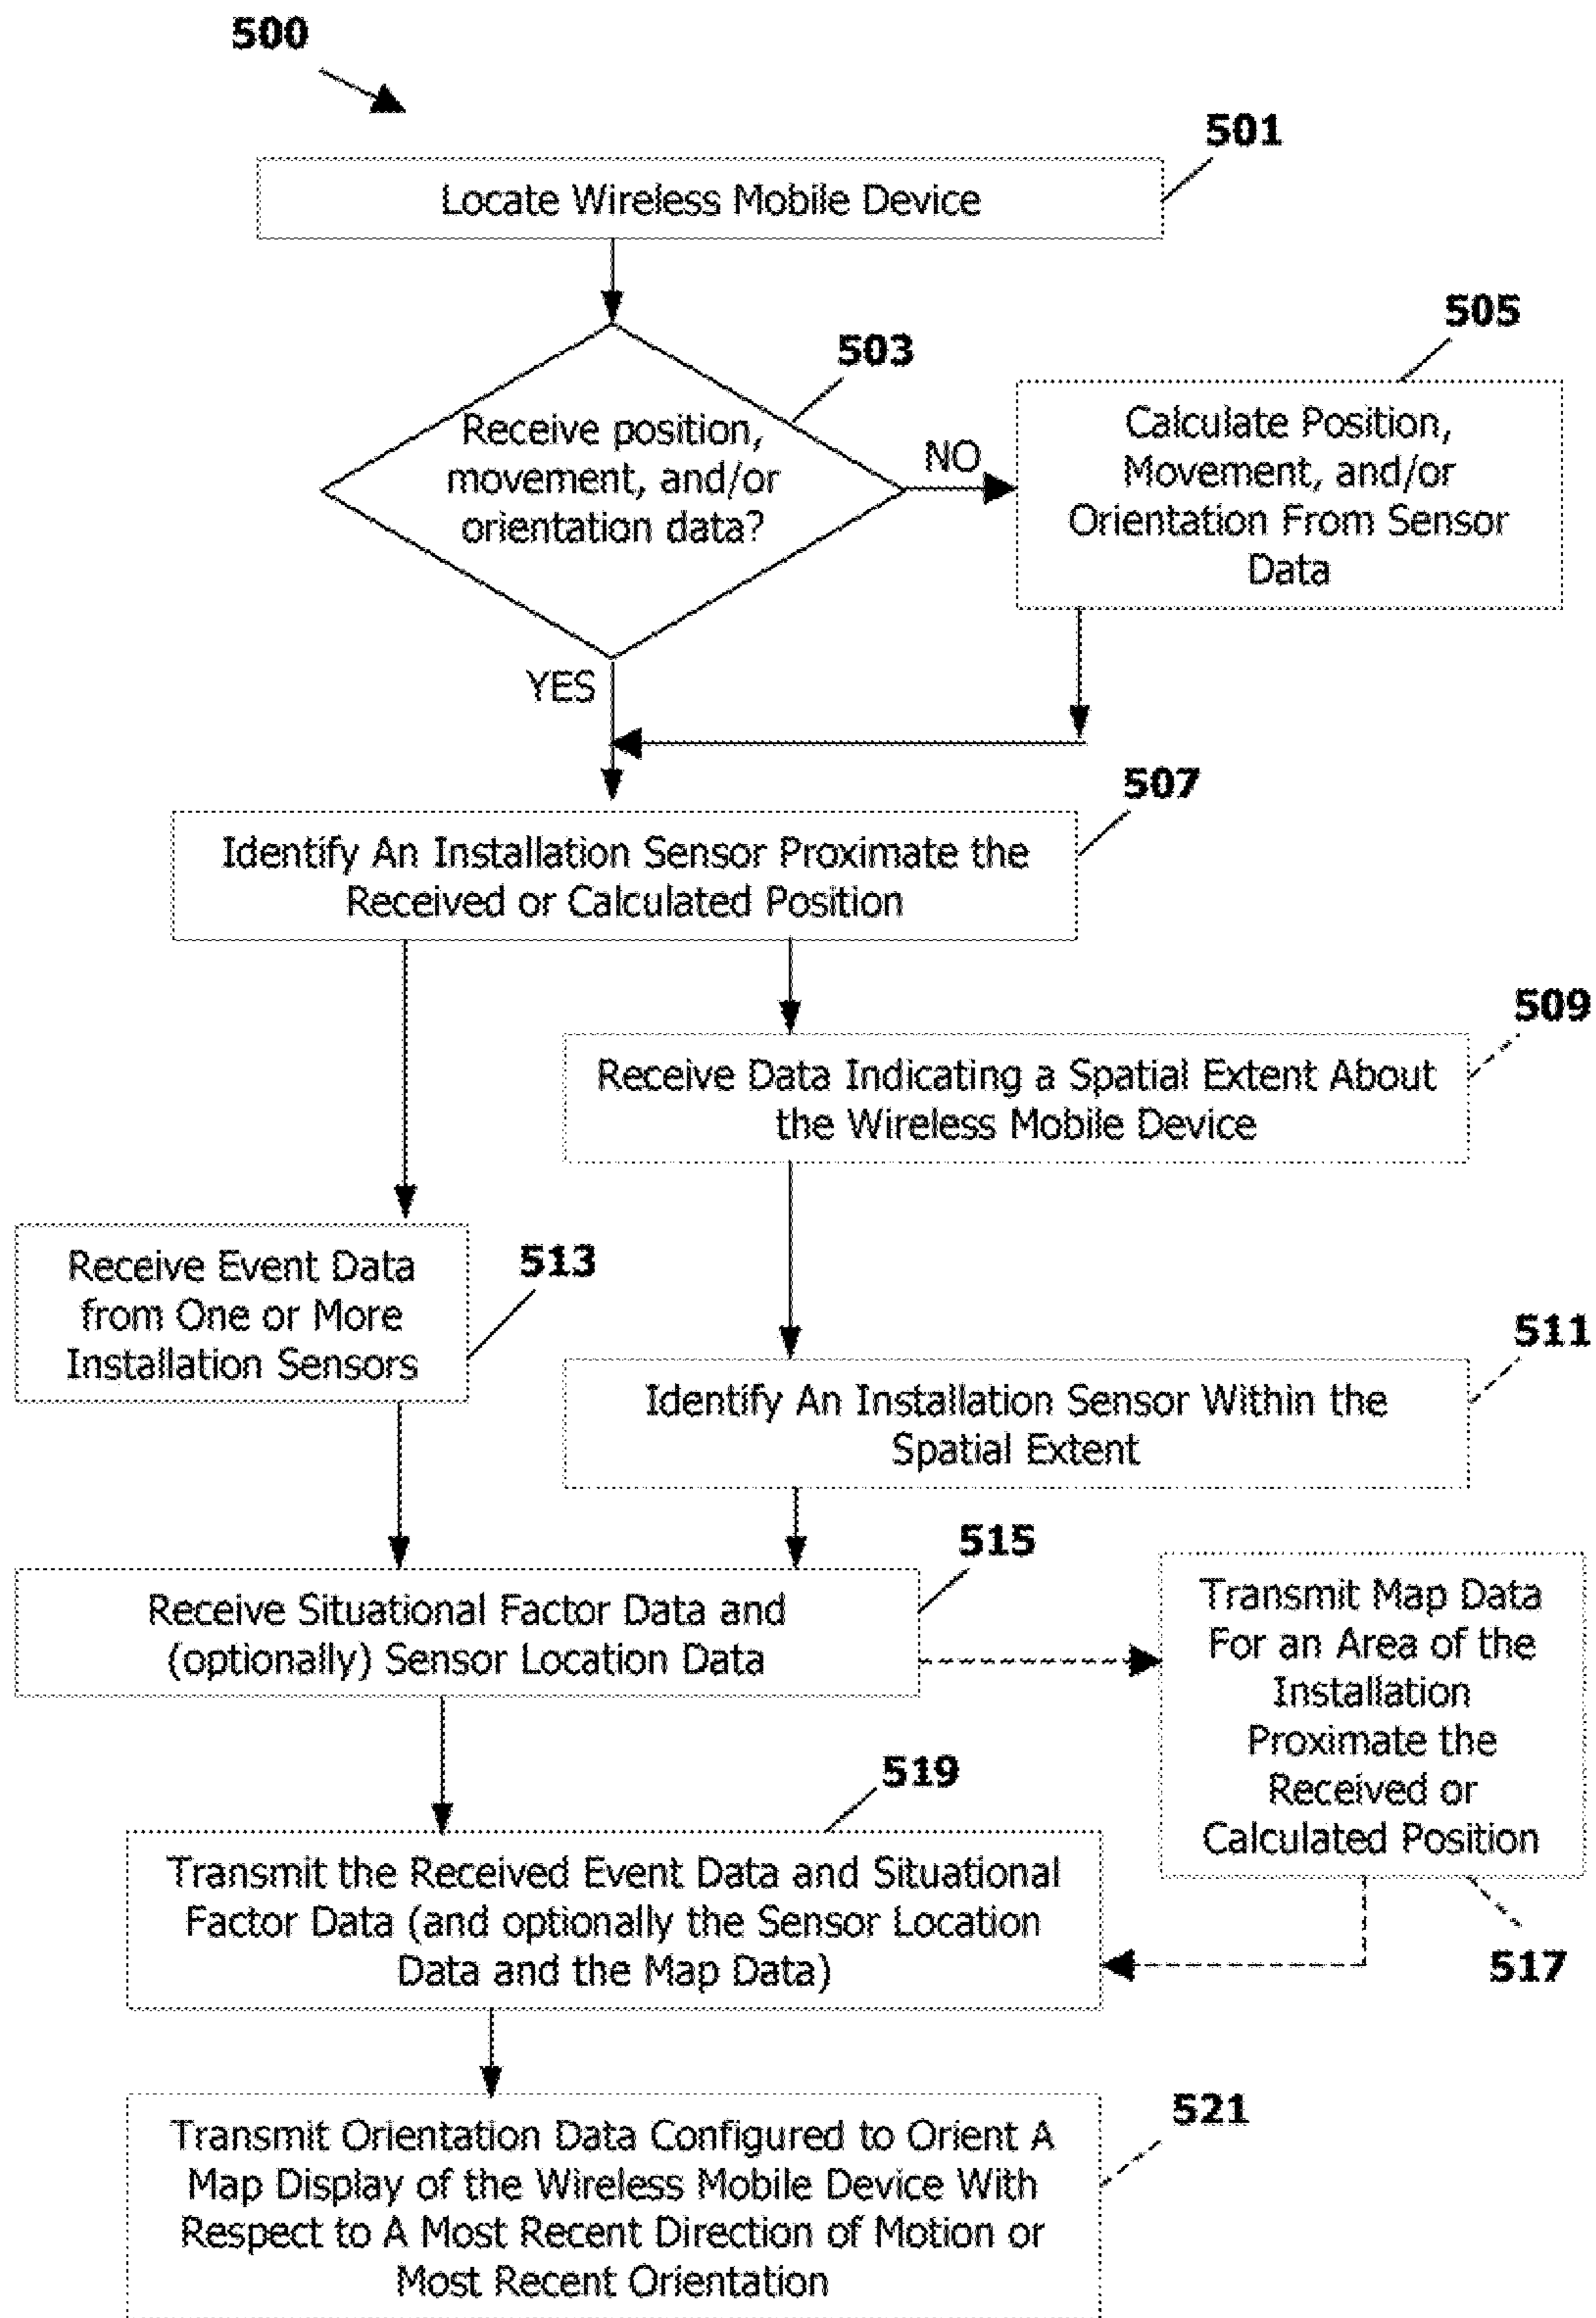 500
501
Locate Wireless Mobile Device
503
505
Receive position,
movement, and/or
orientation data?
NO
Calculate Position,
Movement, and/or
Orientation From Sensor
Data
YES
507
Identify An Installation Sensor Proximate the
Received or Calculated Position
509
Receive Data Indicating a Spatial Extent About
the Wireless Mobile Device
513
Receive Event Data
from One or More
Installation Sensors
511
Identify An Installation Sensor Within the
Spatial Extent
515
Receive Situational Factor Data and
(optionally) Sensor Location Data
Transmit Map Data
For an Area of the
Installation
Proximate the
Received or
Calculated Position
517
519
Transmit the Received Event Data and Situational
Factor Data (and optionally the Sensor Location
Data and the Map Data)
521
Transmit Orientation Data Configured to Orient A
Map Display of the Wireless Mobile Device With
Respect to A Most Recent Direction of Motion or
Most Recent Orientation